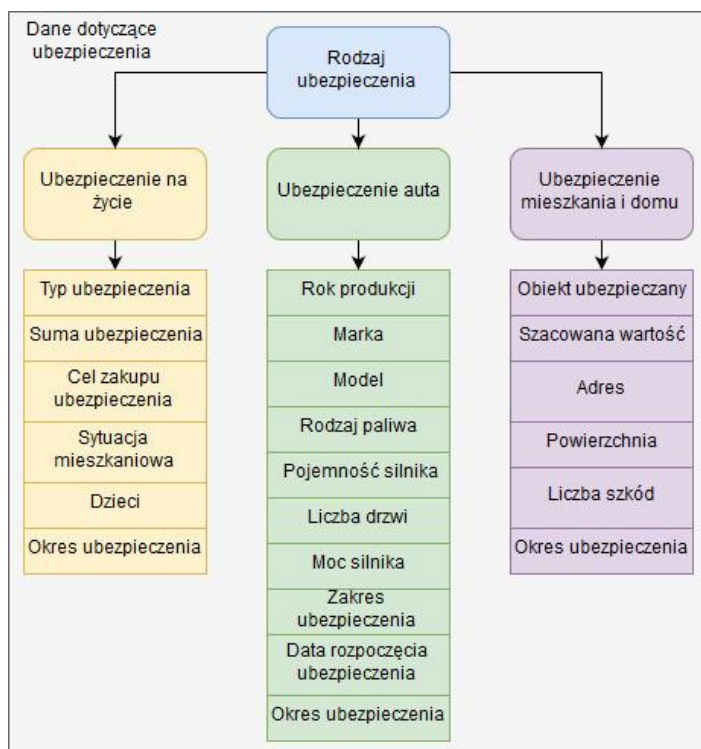 Dane dotyczące
ubezpieczenia
Rodzaj
ubezpieczenia
Ubezpieczenie na
życie
Ubezpieczenie auta
Ubezpieczenie
mieszkania i domu
Typ ubezpieczenia
Suma ubezpieczenia
Cel zakupu
ubezpieczenia
Sytuacja
mieszkaniowa
Dzieci
Okres ubezpieczenia
Rok produkcji
Marka
Model
Rodzaj paliwa
Pojemność silnika
Liczba drzwi
Moc silnika
Zakres
ubezpieczenia
Data rozpoczęcia
ubezpieczenia
Okres ubezpieczenia
Obiekt ubezpieczany
Szacowana wartość
Adres
Powierzchnia
Liczba szkód
Okres ubezpieczenia